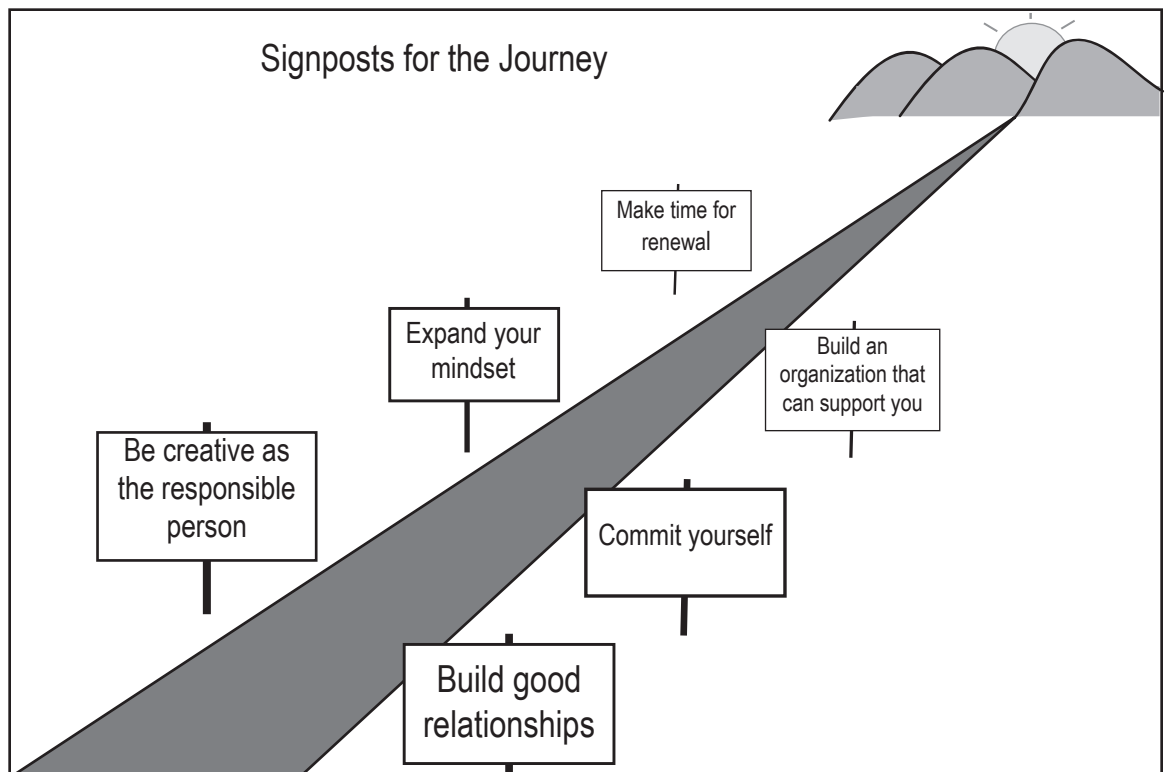 Signposts for the Journey
Make time for
renewal
Expand your
mindset
Build an
organization that
can support you
Be creative as
the responsible
person
Commit yourself
Build good
relationships